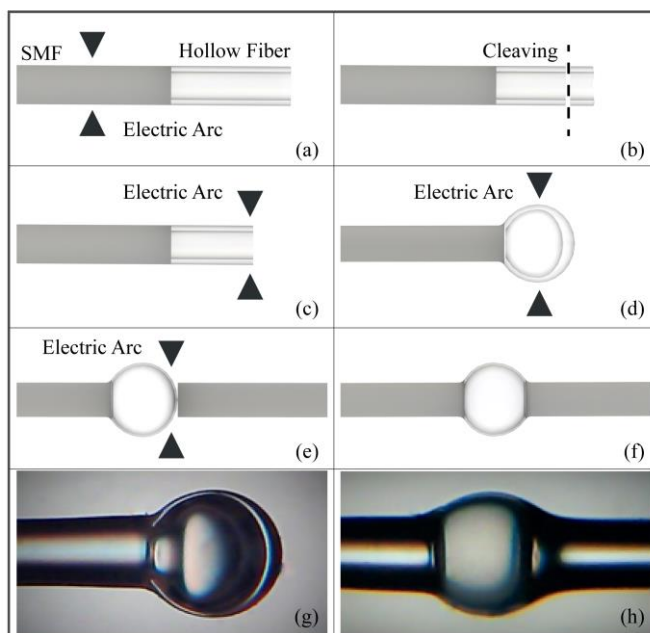 SMF
Hollow Fiber
Electric Arc
(a)
Cleaving
(b)
Electric Arc
(c)
Electric Arc
(d)
Electric Arc
(e)
(f)
(g)
(h)